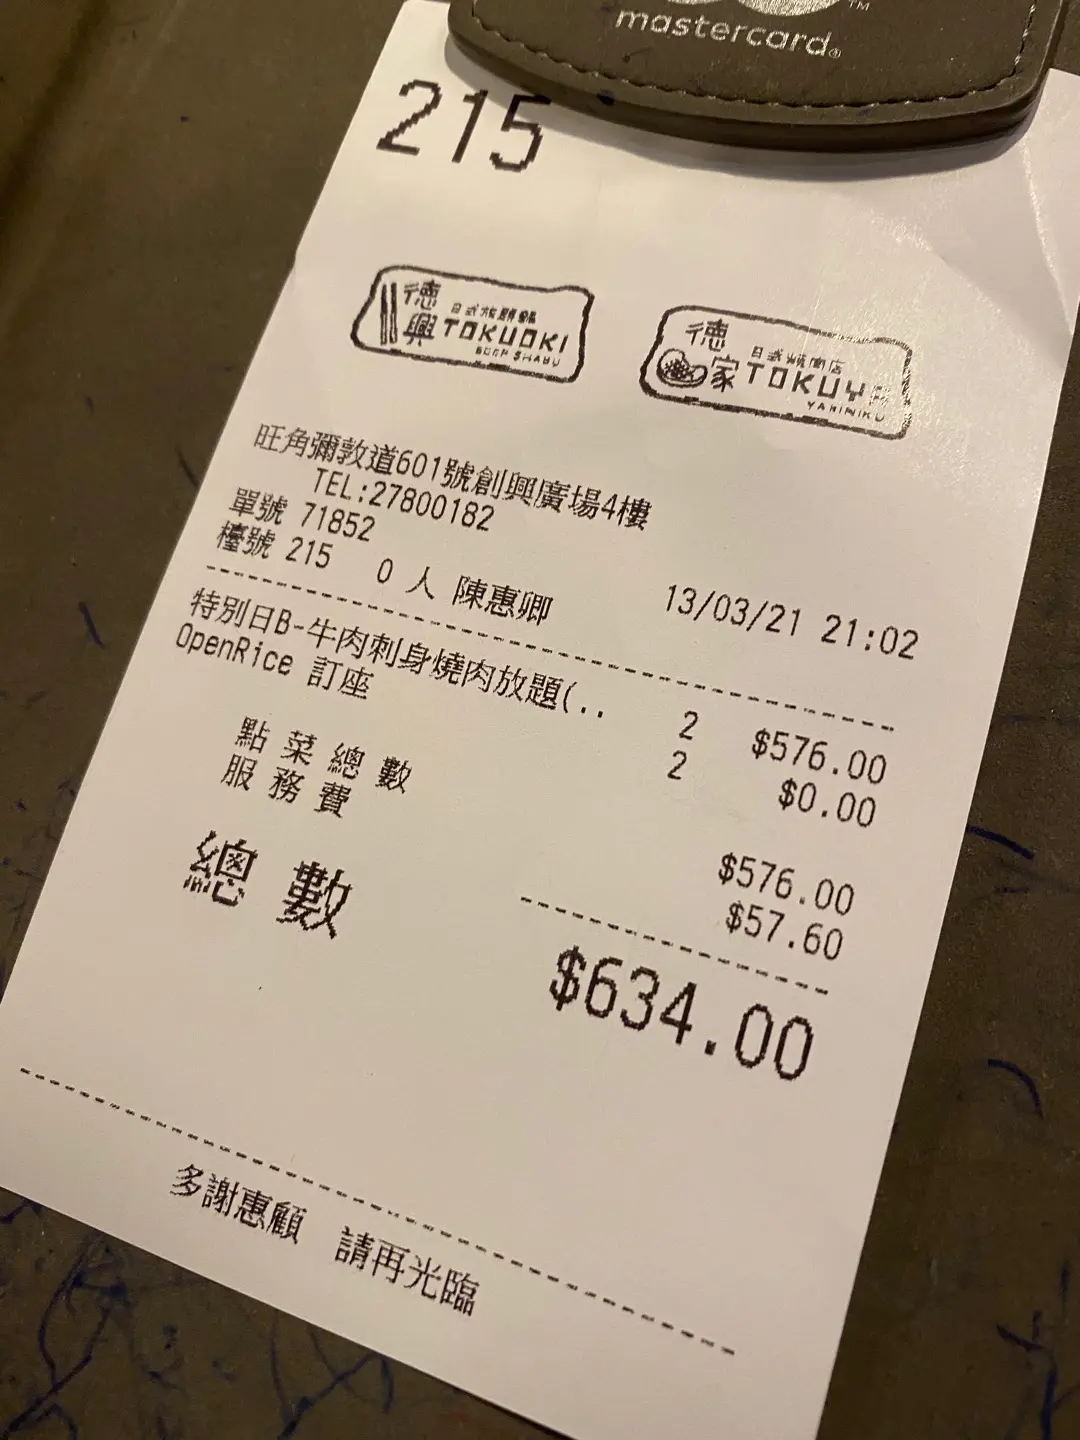 mastercard
215
德興 日式放題鍋 TOKUOKI
德家 日式燒肉店 TOKUYA YAKINIKU
旺角彌敦道601號創興廣場4樓
TEL:27800182
單號 71852
檯號 215 0 人 陳惠卿 13/03/21 21:02
特別日B-牛肉刺身燒肉放題(.. 2 $576.00
OpenRice 訂座 2 $0.00
點菜總數 $576.00
服務費 $57.60
總數 $634.00
多謝惠顧 請再光臨